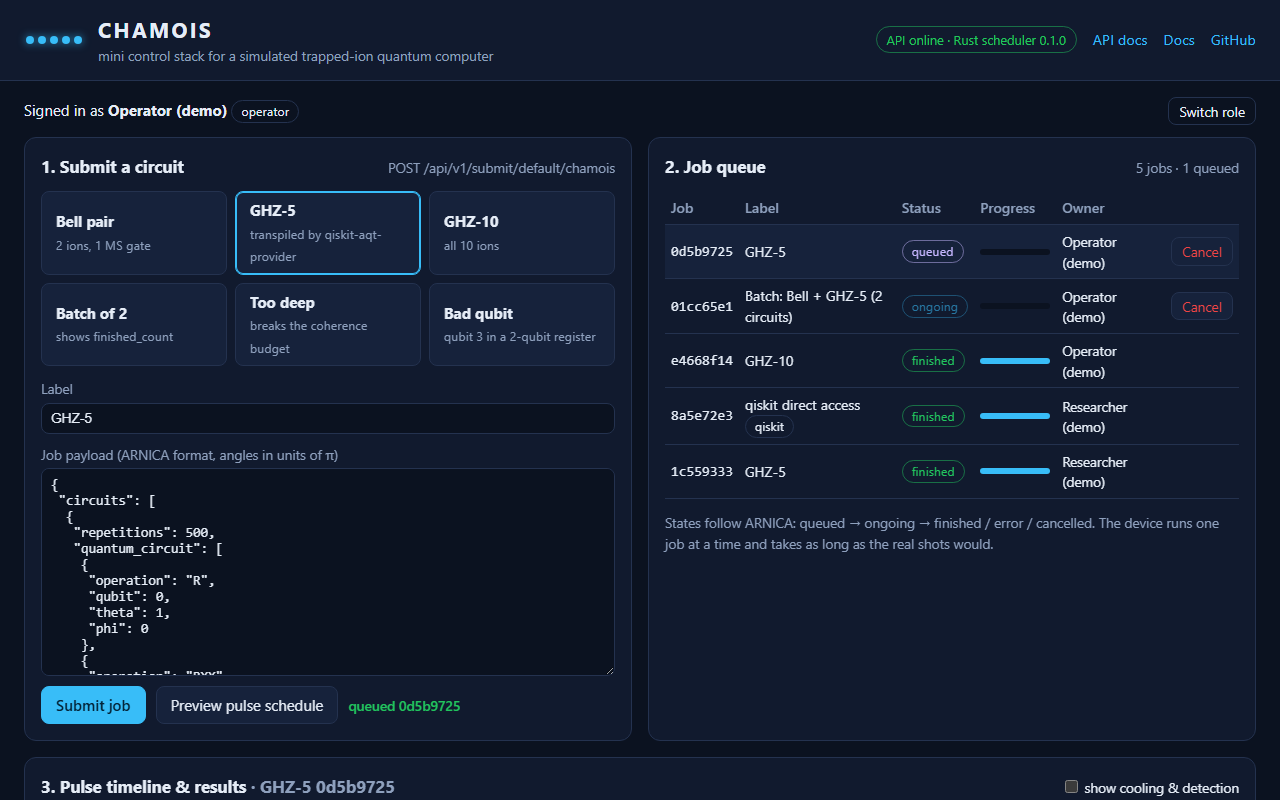 CHAMOIS
mini control stack for a simulated trapped-ion quantum computer
API online · Rust scheduler 0.1.0
API docs
Docs
GitHub
Signed in as Operator (demo) operator
Switch role
1. Submit a circuit
POST /api/v1/submit/default/chamois
Bell pair
2 ions, 1 MS gate
GHZ-5
transpiled by qiskit-aqt-
provider
GHZ-10
all 10 ions
Batch of 2
shows finished_count
Too deep
breaks the coherence
budget
Bad qubit
qubit 3 in a 2-qubit register
Label
GHZ-5
Job payload (ARNICA format, angles in units of π)
{
"circuits": [
{
"repetitions": 500,
"quantum_circuit": [
{
"operation": "R",
"qubit": 0,
"theta": 1,
"phi": 0
},
{
"operation": "RXX",
Submit job
Preview pulse schedule
queued 0d5b9725
2. Job queue
5 jobs · 1 queued
Job Label Status Progress Owner
0d5b9725 GHZ-5 queued Operator
(demo)
Cancel
01cc65e1 Batch: Bell + GHZ-5 (2
circuits)
ongoing
Operator
(demo)
Cancel
e4668f14 GHZ-10 finished Operator
(demo)
8a5e72e3 qiskit direct access
qiskit
finished
Researcher
(demo)
1c559333 GHZ-5 finished Researcher
(demo)
States follow ARNICA: queued → ongoing → finished / error / cancelled. The device runs one
job at a time and takes as long as the real shots would.
3. Pulse timeline & results · GHZ-5 0d5b9725
show cooling & detection